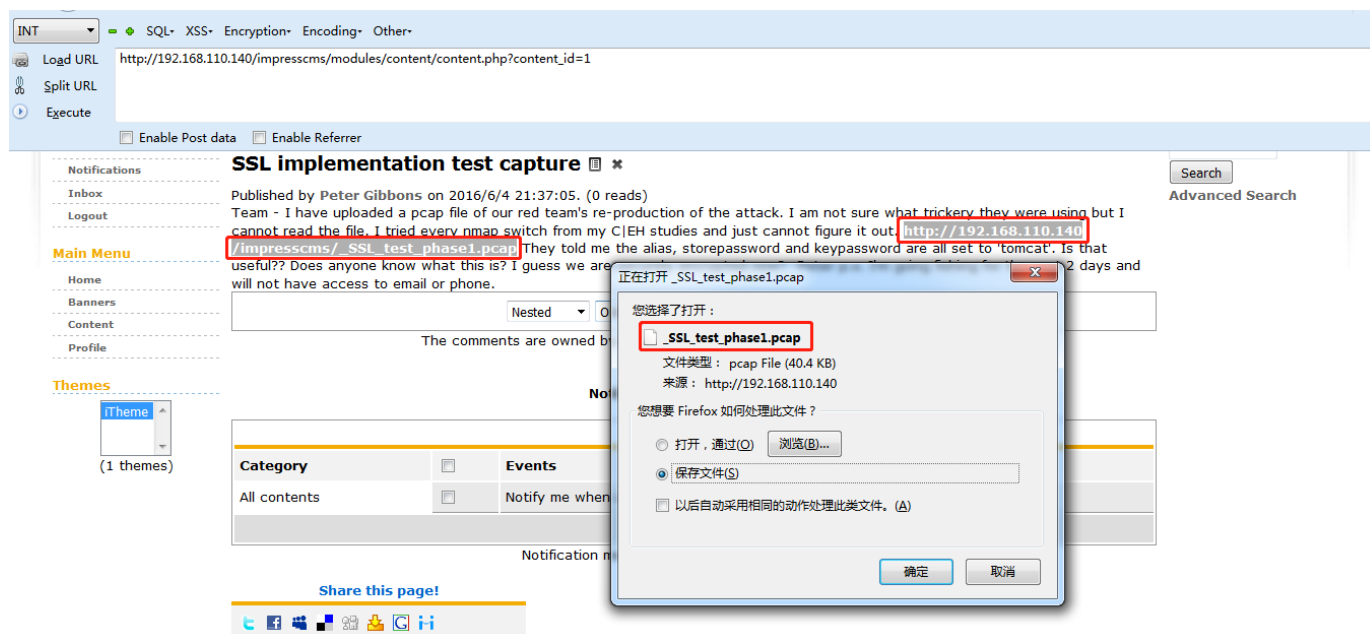 INT SQL XSS Encryption Encoding Other
Load URL http://192.168.110.140/impresscms/modules/content/content.php?content_id=1
Split URL
Execute
Enable Post data Enable Referrer
Notifications
Inbox
Logout
Main Menu
Home
Banners
Content
Profile
Themes
iTheme
(1 themes)
SSL implementation test capture
Published by Peter Gibbons on 2016/6/4 21:37:05. (0 reads)
Team - I have uploaded a pcap file of our red team's re-production of the attack. I am not sure what trickery they were using but I
cannot read the file. I tried every nmap switch from my C|EH studies and just cannot figure it out. http://192.168.110.140
/impresscms/_SSL_test_phase1.pcap They told me the alias, storepassword and keypassword are all set to 'tomcat'. Is that
useful?? Does anyone know what this is? I guess we are 2 days and
will not have access to email or phone.
Nested
The comments are owned by
Category Events
All contents Notify me when
Notification
Share this page!
Search
Advanced Search
正在打开 _SSL_test_phase1.pcap
您选择了打开：
_SSL_test_phase1.pcap
文件类型： pcap File (40.4 KB)
来源： http://192.168.110.140
您想要 Firefox 如何处理此文件？
打开，通过(O) 浏览(B)...
保存文件(S)
以后自动采用相同的动作处理此类文件。(A)
确定 取消